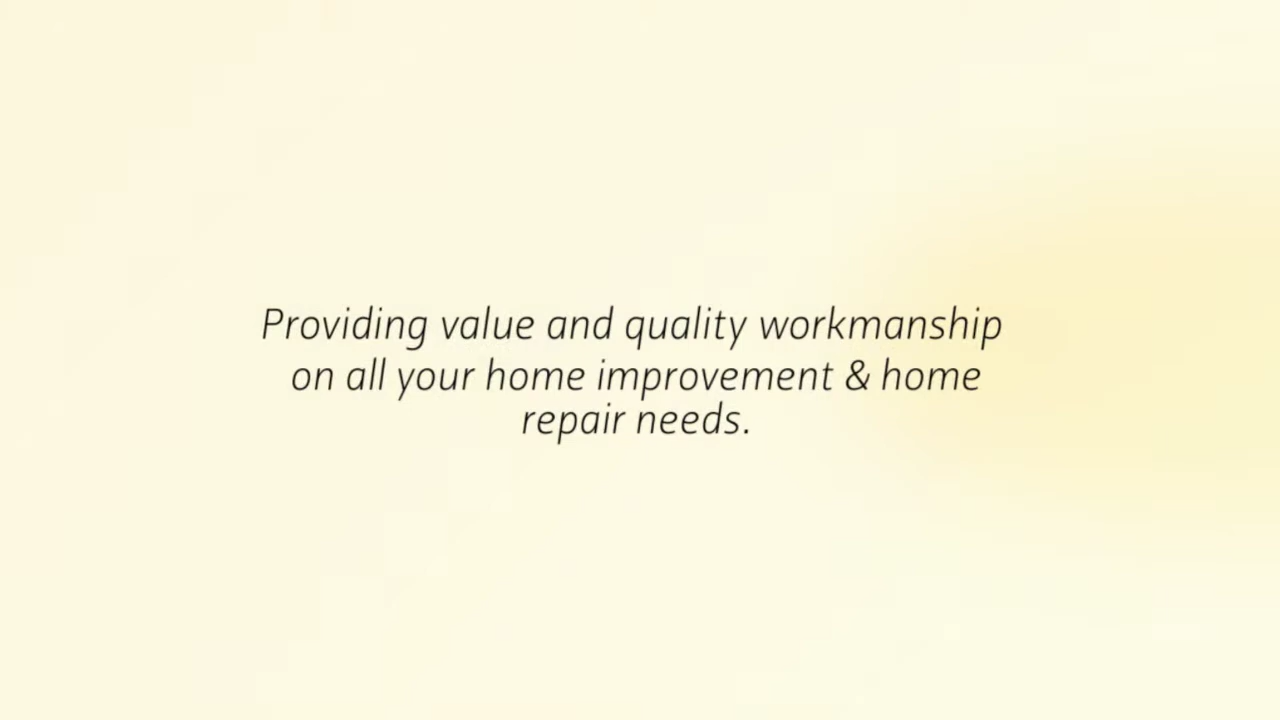 Providing value and quality workmanship
on all your home improvement & home
repair needs.